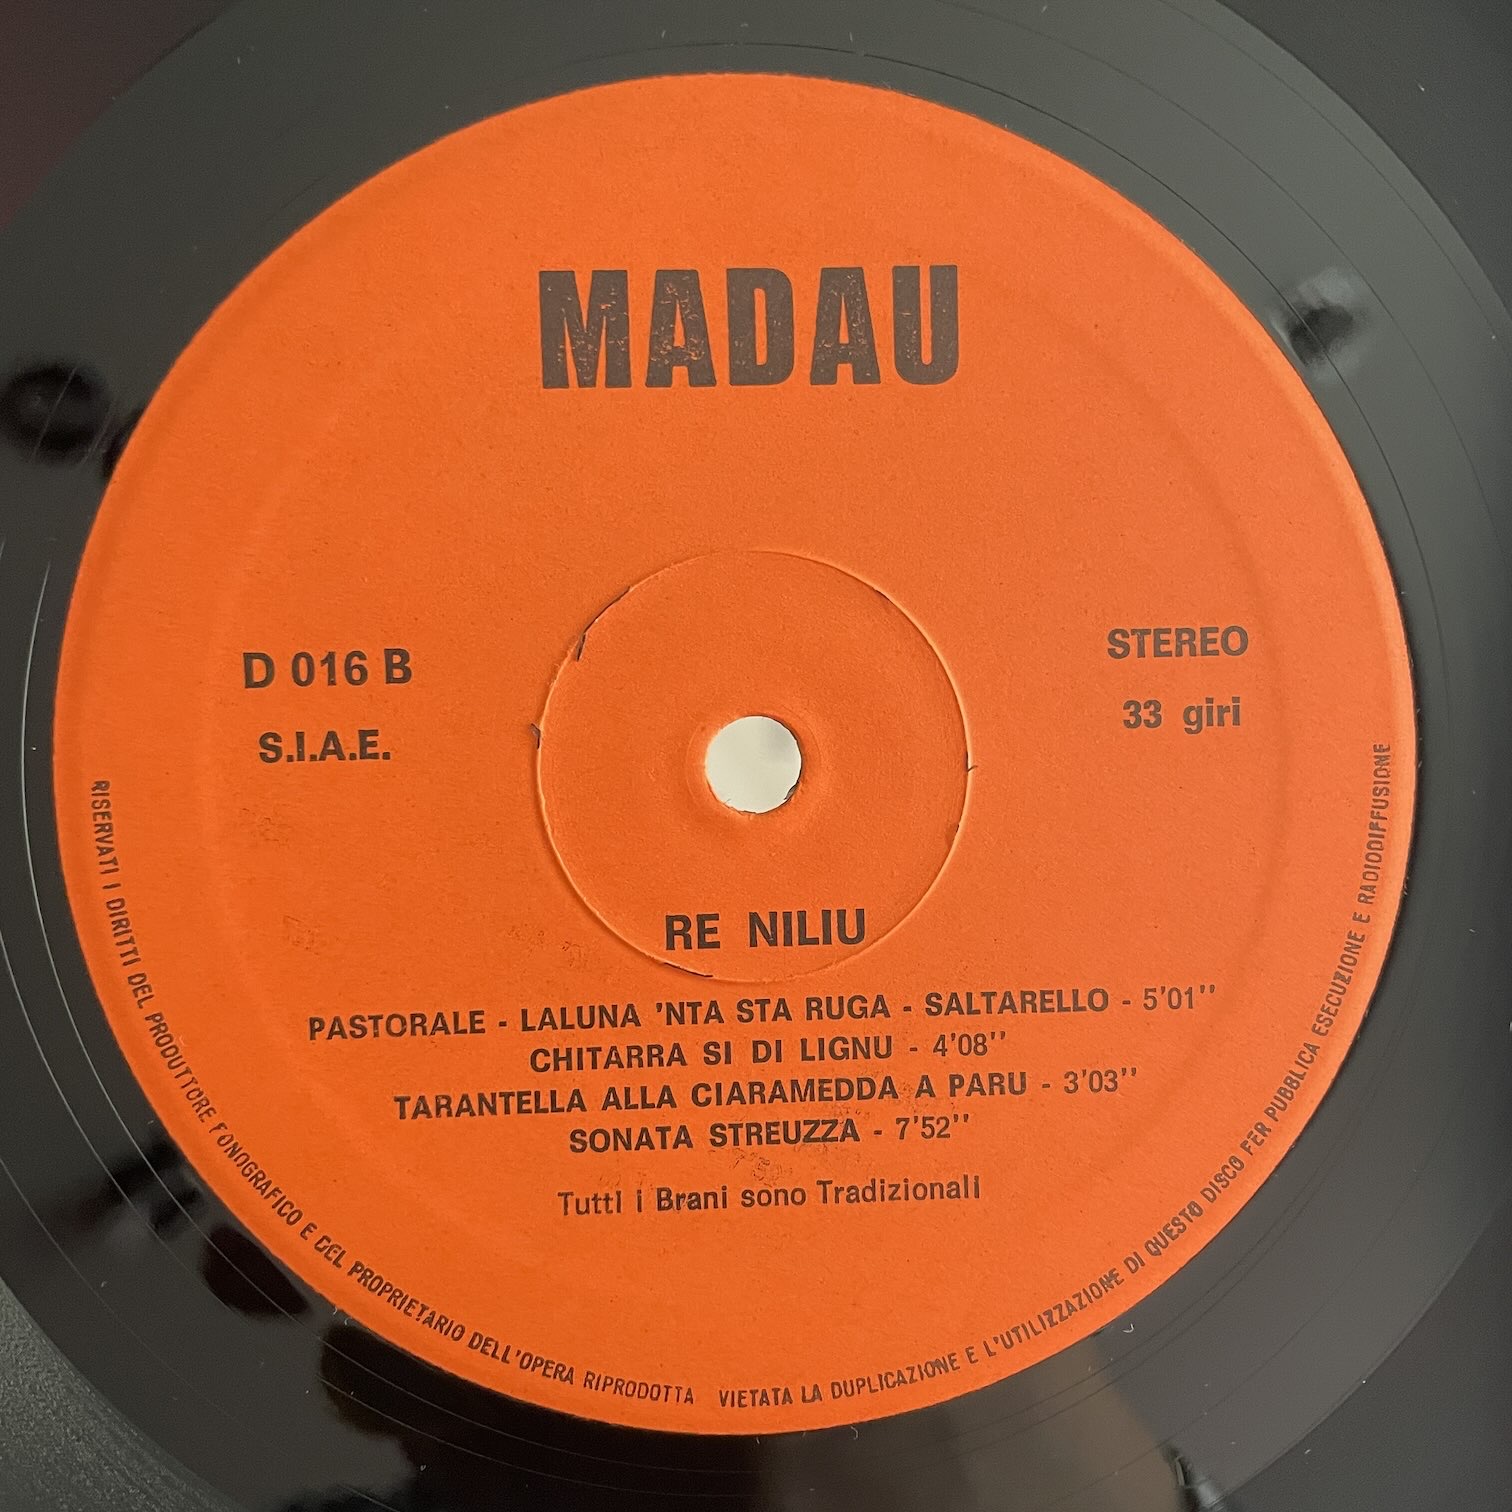 MADAU
D 016 B
S.I.A.E.
STEREO
33 giri
RE NILIU
PASTORALE - LALUNA 'NTA STA RUGA - SALTARELLO - 5'01''
CHITARRA SI DI LIGNU - 4'08''
TARANTELLA ALLA CIARAMEDDA A PARU - 3'03''
SONATA STREUZZA - 7'52''
Tutti i Brani sono Tradizionali
RISERVATI I DIRITTI DEL PRODUTTORE FONOGRAFICO E DEL PROPRIETARIO DELL'OPERA RIPRODOTTA VIETATA LA DUPLICAZIONE E L'UTILIZZAZIONE DI QUESTO DISCO PER PUBBLICA ESECUZIONE E RADIODIFFUSIONE